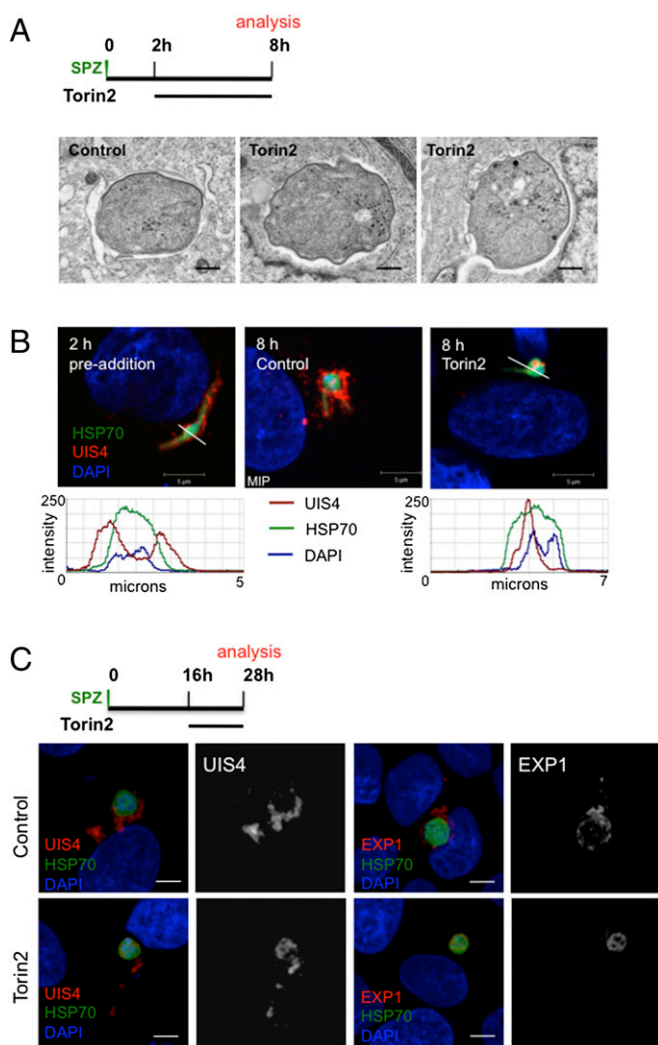 A
analysis
0 2h 8h
SPZ
Torin2
Control Torin2 Torin2
B
2 h
pre-addition
HSP70
UIS4
DAPI
5 µm
8 h
Control
MIP
5 µm
8 h
Torin2
5 µm
250
intensity
0 microns 5
UIS4
HSP70
DAPI
250
intensity
0 microns 7
C
analysis
0 16h 28h
SPZ
Torin2
Control
UIS4
HSP70
DAPI
UIS4
EXP1
HSP70
DAPI
EXP1
Torin2
UIS4
HSP70
DAPI
EXP1
HSP70
DAPI